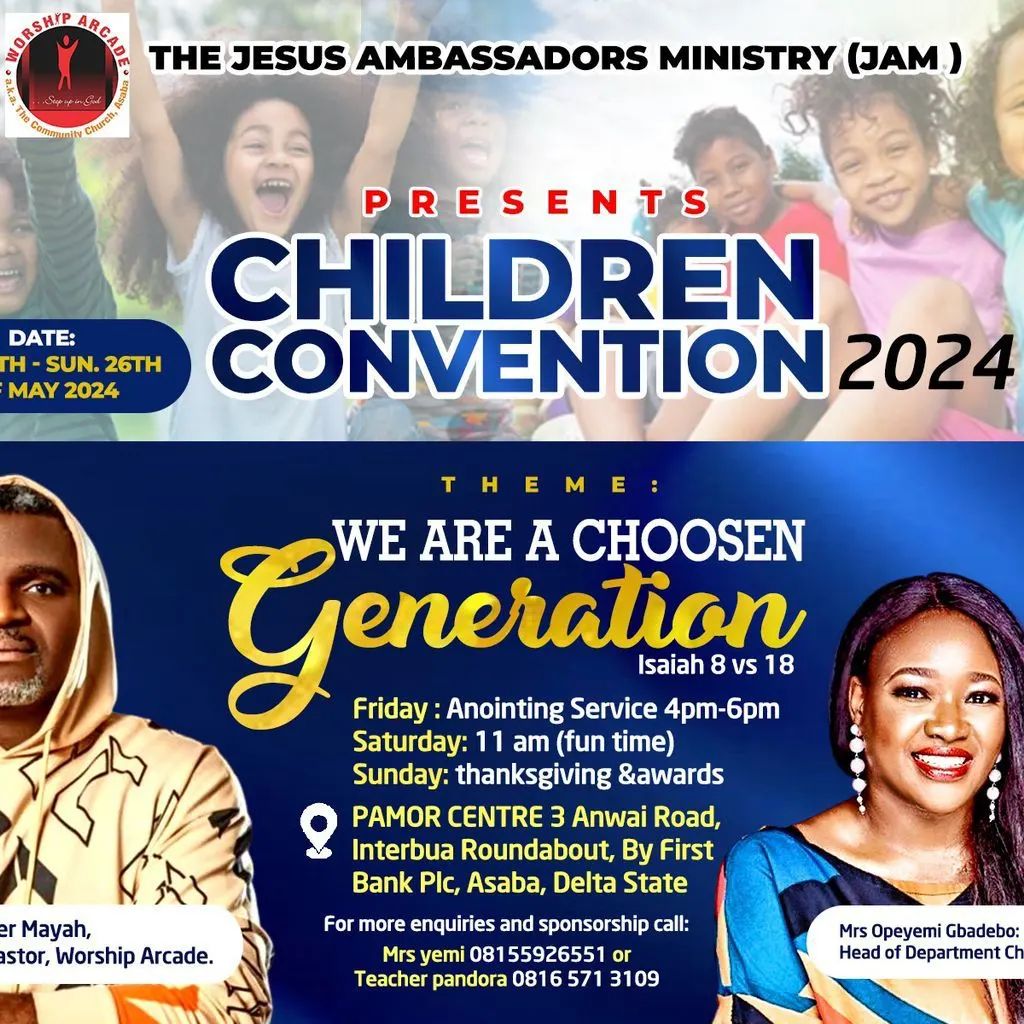 WORSHIP ARCADE
...Step up in God
a.k.a. The Community Church, Asaba
THE JESUS AMBASSADORS MINISTRY (JAM )
PRESENTS
CHILDREN
CONVENTION 2024
DATE:
TH - SUN. 26TH
MAY 2024
THEME:
WE ARE A CHOOSEN
Generation
Isaiah 8 vs 18
Friday : Anointing Service 4pm-6pm
Saturday: 11 am (fun time)
Sunday: thanksgiving &awards
PAMOR CENTRE 3 Anwai Road,
Interbua Roundabout, By First
Bank Plc, Asaba, Delta State
For more enquiries and sponsorship call:
Mrs yemi 08155926551 or
Teacher pandora 0816 571 3109
er Mayah,
astor, Worship Arcade.
Mrs Opeyemi Gbadebo:
Head of Department Ch